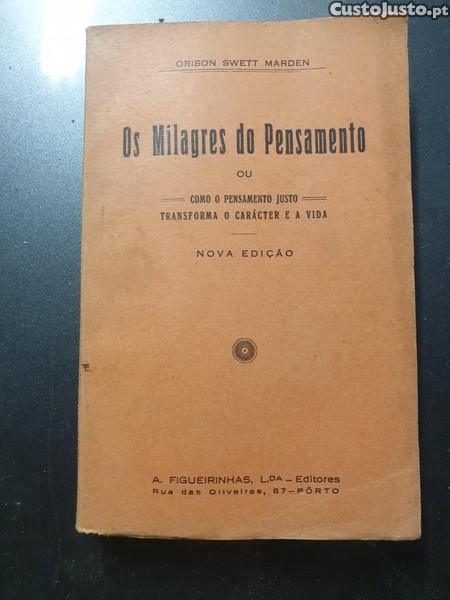 CustoJusto.pt
ORISON SWETT MARDEN
Os Milagres do Pensamento
OU
COMO O PENSAMENTO JUSTO
TRANSFORMA O CARÁCTER E A VIDA
NOVA EDIÇÃO
A. FIGUEIRINHAS, L.DA – Editores
Rua das Oliveiras, 87 – PÔRTO